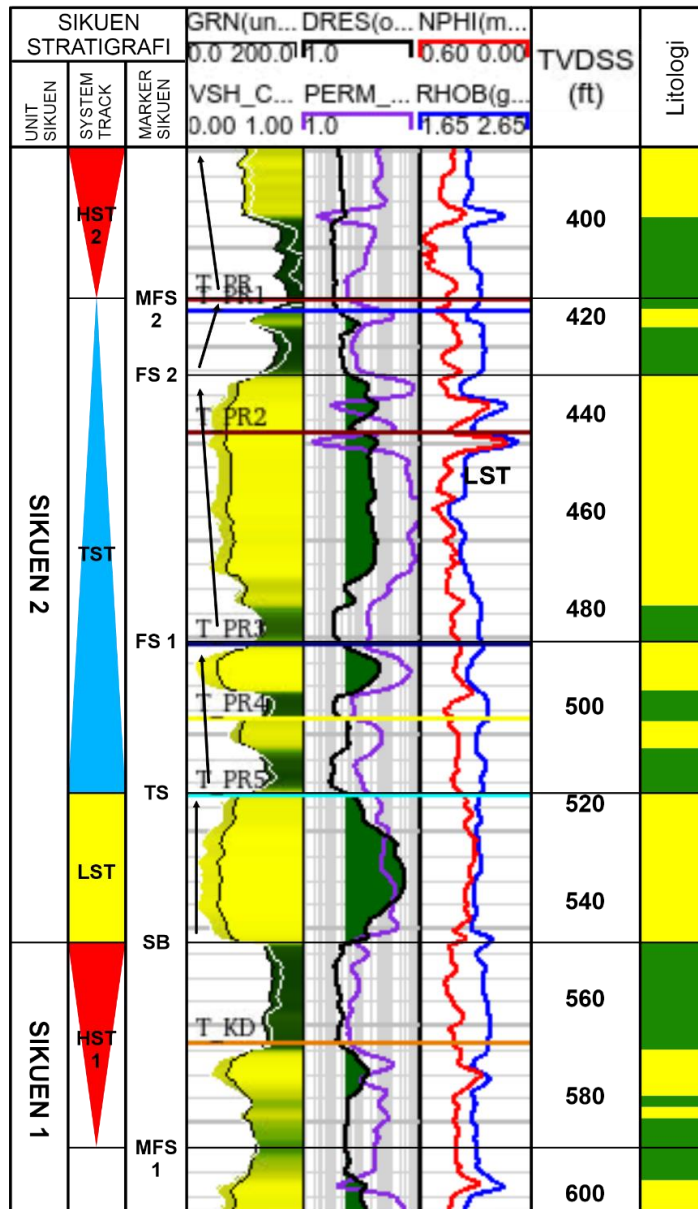 SIKUEN
STRATIGRAFI
UNIT
SIKUEN
SYSTEM
TRACK
MARKER
SIKUEN
GRN(un... DRES(o... NPHI(m...
0.0 200.0 1.0 0.60 0.00
VSH_C... PERM_... RHOB(g...
0.00 1.00 1.0 1.65 2.65
TVDSS
(ft)
Litologi
HST
2
400
T_PR
T_PR1
MFS
2
420
FS 2
T_PR2
440
LST
460
SIKUEN 2
TST
480
T_PR3
FS 1
T_PR4
500
T_PR5
TS
520
LST
540
SB
560
SIKUEN 1
HST
1
T_KD
580
MFS
1
600